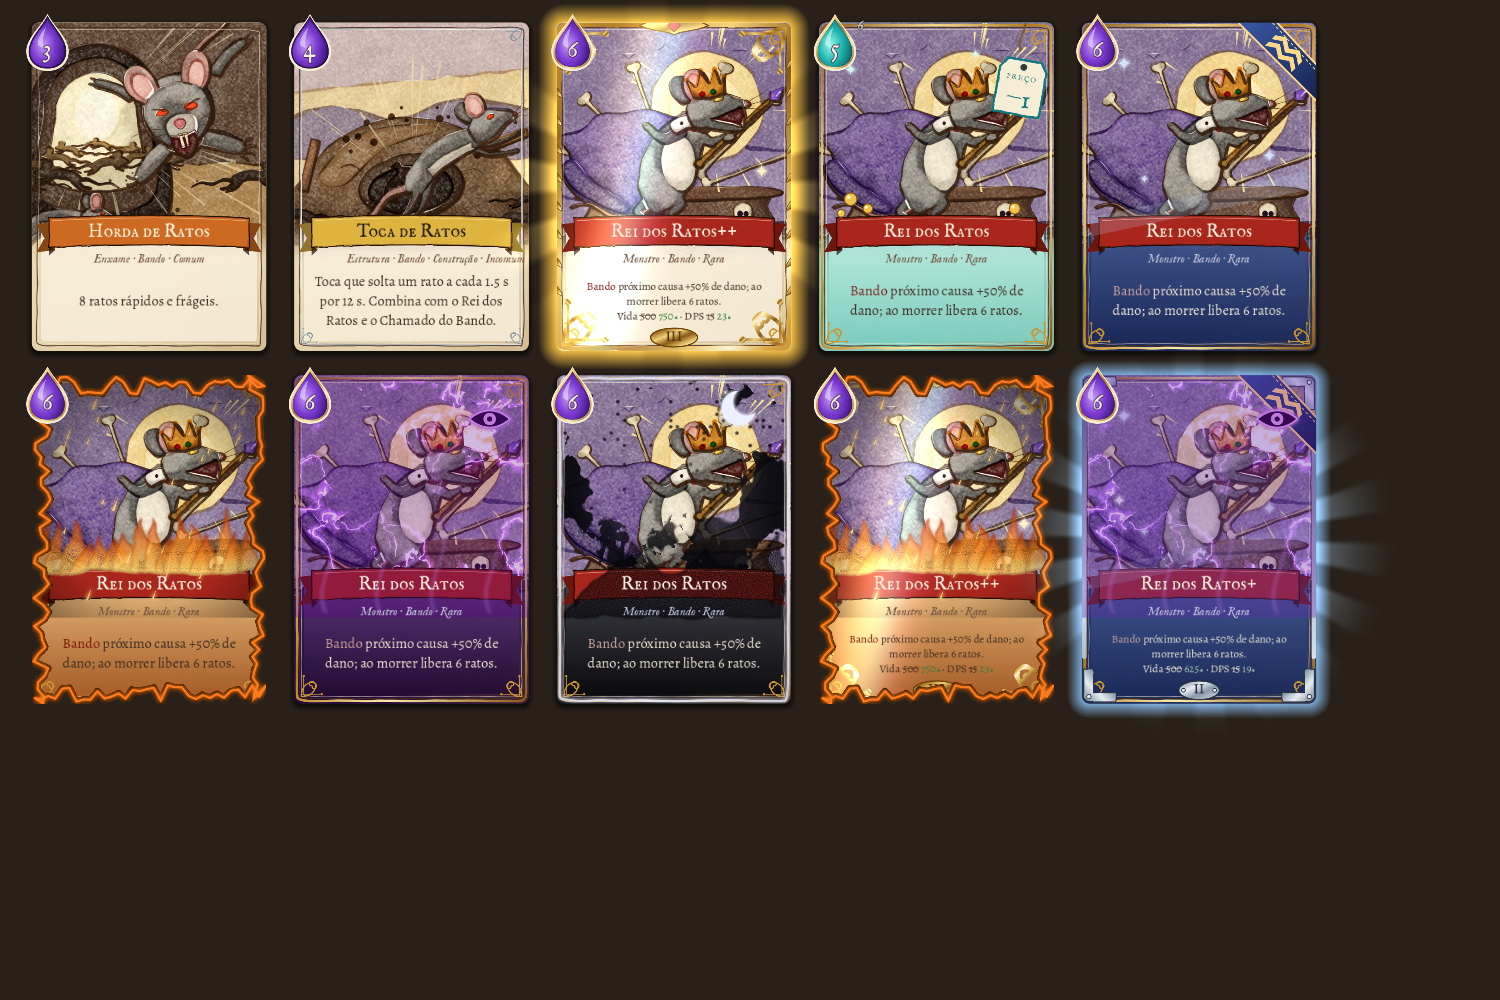 3
Horda de Ratos
Enxame · Bando · Comum
8 ratos rápidos e frágeis.
4
Toca de Ratos
Estrutura · Bando · Construção · Incomum
Toca que solta um rato a cada 1.5 s
por 12 s. Combina com o Rei dos
Ratos e o Chamado do Bando.
6
Rei dos Ratos++
Monstro · Bando · Rara
Bando próximo causa +50% de dano; ao
morrer libera 6 ratos.
Vida 500 750▲ · DPS 15 23▲
III
5
6
PREÇO
—1
Rei dos Ratos
Monstro · Bando · Rara
Bando próximo causa +50% de
dano; ao morrer libera 6 ratos.
6
Rei dos Ratos
Monstro · Bando · Rara
Bando próximo causa +50% de
dano; ao morrer libera 6 ratos.
6
Rei dos Ratos
Monstro · Bando · Rara
Bando próximo causa +50% de
dano; ao morrer libera 6 ratos.
6
Rei dos Ratos
Monstro · Bando · Rara
Bando próximo causa +50% de
dano; ao morrer libera 6 ratos.
6
Rei dos Ratos
Monstro · Bando · Rara
Bando próximo causa +50% de
dano; ao morrer libera 6 ratos.
6
Rei dos Ratos++
Monstro · Bando · Rara
Bando próximo causa +50% de dano; ao
morrer libera 6 ratos.
Vida 500 750▲ · DPS 15 23▲
6
Rei dos Ratos+
Monstro · Bando · Rara
Bando próximo causa +50% de dano; ao
morrer libera 6 ratos.
Vida 500 625▲ · DPS 15 19▲
II